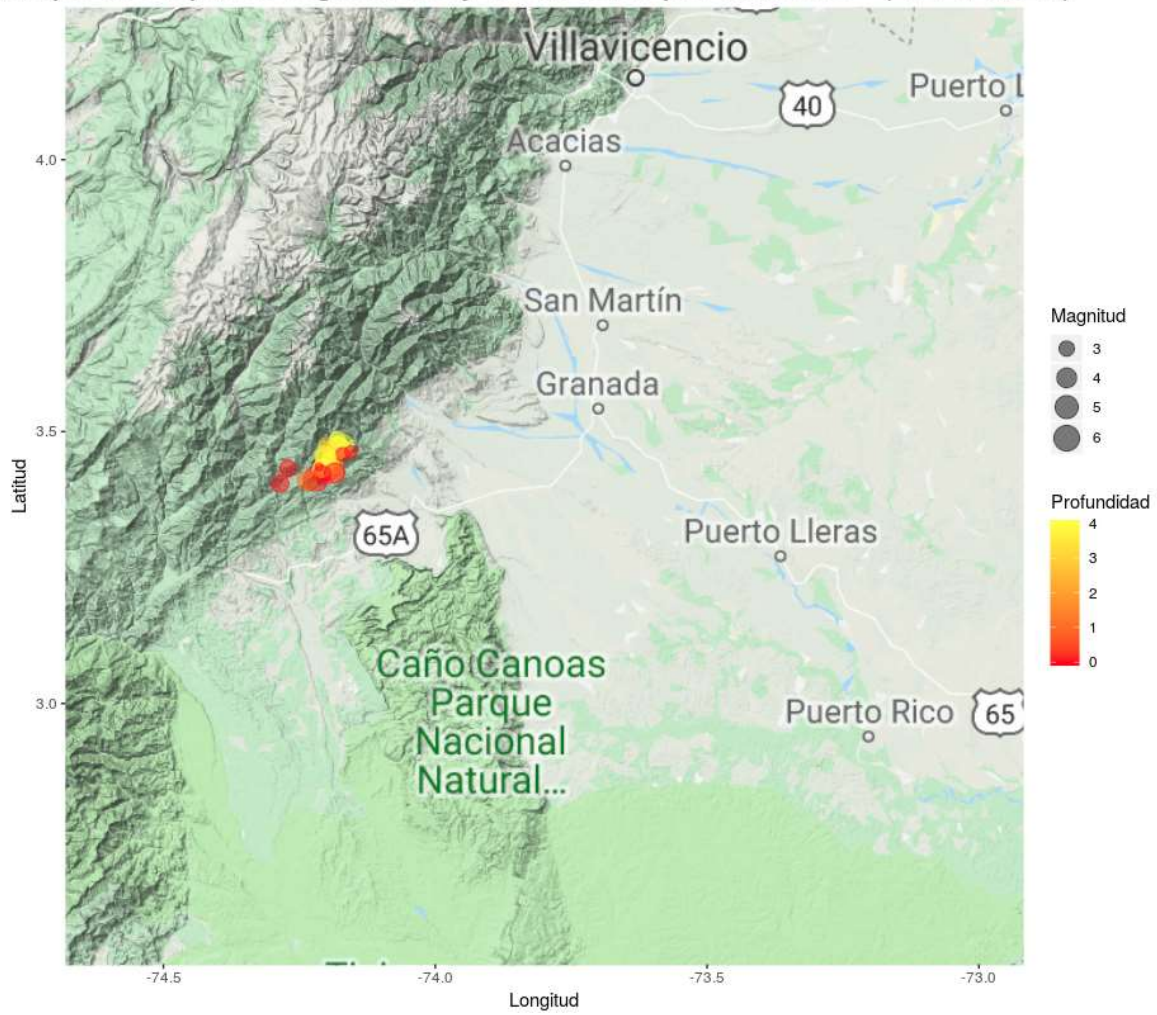 Villavicencio
40
Puerto L
Acacias
4.0
San Martín
Granada
3.5
65A
Puerto Lleras
Caño Canoas
Parque
Nacional
Natural...
3.0
Puerto Rico
65
-74.5
-74.0
-73.5
-73.0
Longitud
Latitud
Magnitud
3
4
5
6
Profundidad
4
3
2
1
0